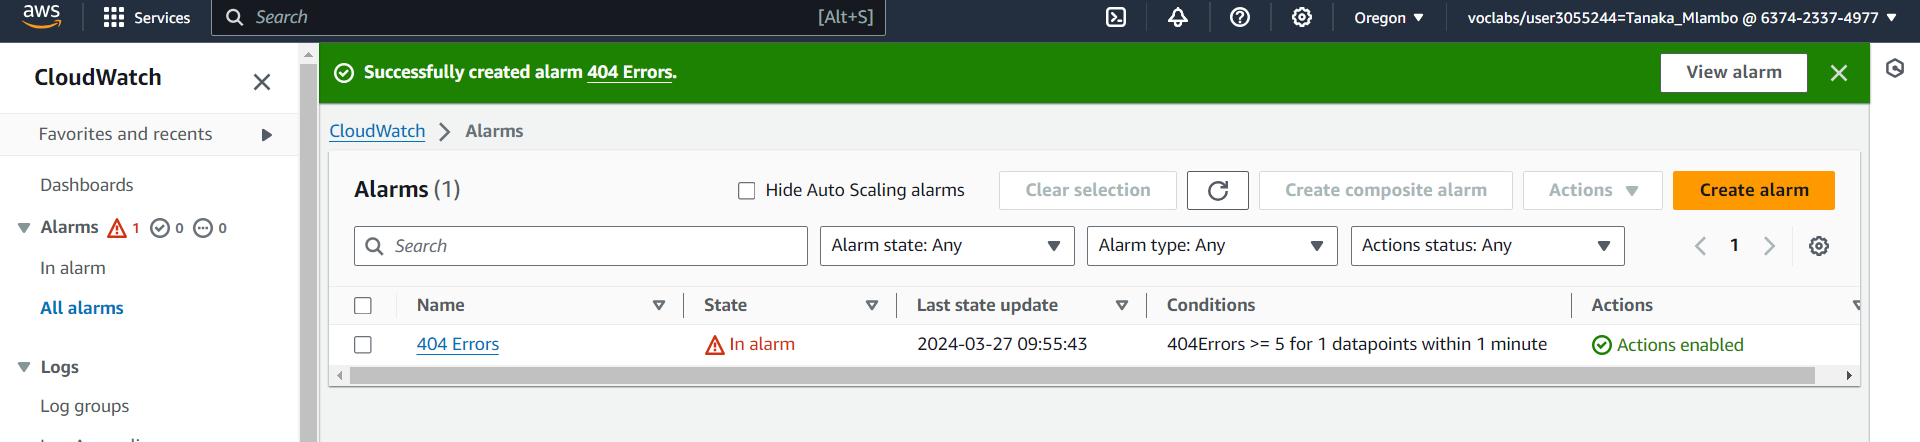 aws
Services
Search
[Alt+S]
Oregon
voclabs/user3055244=Tanaka_Mlambo @ 6374-2337-4977
CloudWatch
Favorites and recents
Dashboards
Alarms 1 0 0
In alarm
All alarms
Logs
Log groups
Successfully created alarm 404 Errors.
View alarm
CloudWatch
Alarms
Alarms (1)
Hide Auto Scaling alarms
Clear selection
Create composite alarm
Actions
Create alarm
Search
Alarm state: Any
Alarm type: Any
Actions status: Any
1
Name State Last state update Conditions Actions
404 Errors In alarm 2024-03-27 09:55:43 404Errors >= 5 for 1 datapoints within 1 minute Actions enabled